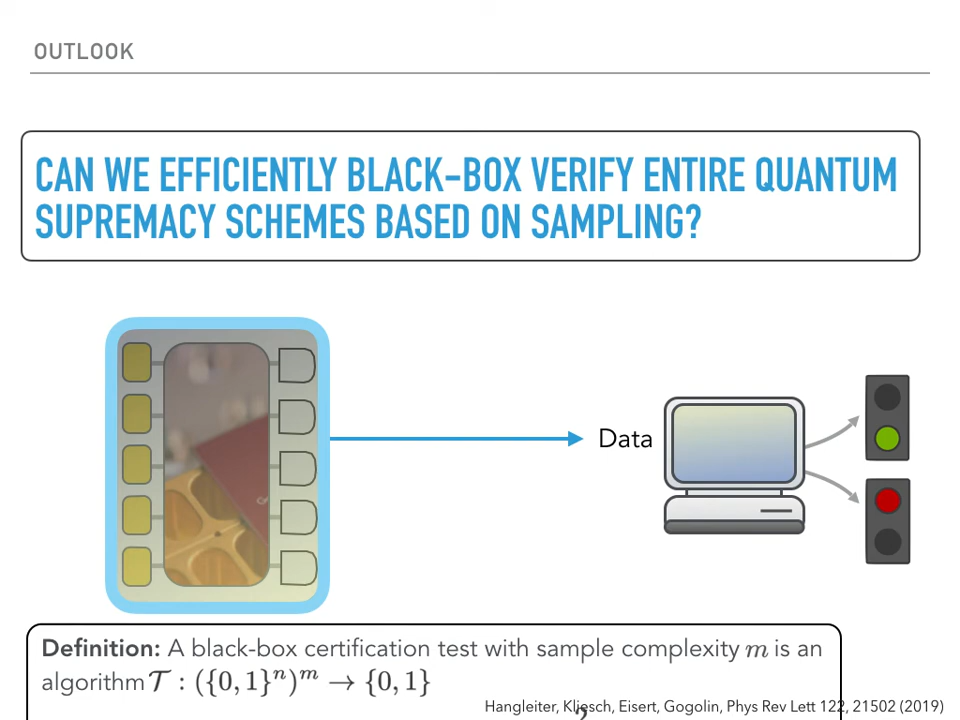 OUTLOOK
CAN WE EFFICIENTLY BLACK-BOX VERIFY ENTIRE QUANTUM
SUPREMACY SCHEMES BASED ON SAMPLING?
Data
Definition: A black-box certification test with sample complexity m is an
algorithm 𝒯 : ({0, 1}ⁿ)ᵐ → {0, 1}
Hangleiter, Kliesch, Eisert, Gogolin, Phys Rev Lett 122, 21502 (2019)